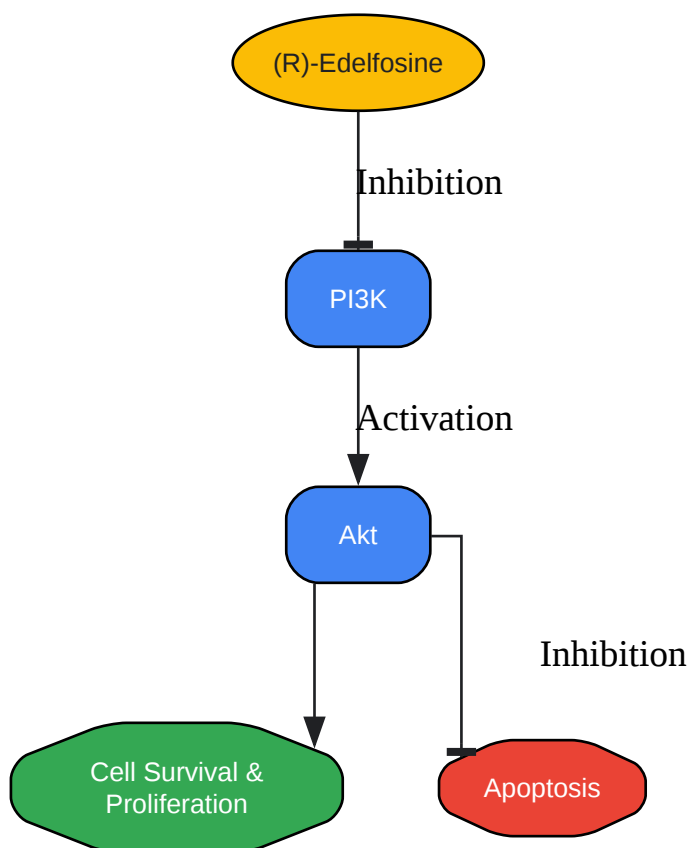 (R)-Edelfosine
Inhibition
PI3K
Activation
Akt
Inhibition
Cell Survival &
Proliferation
Apoptosis